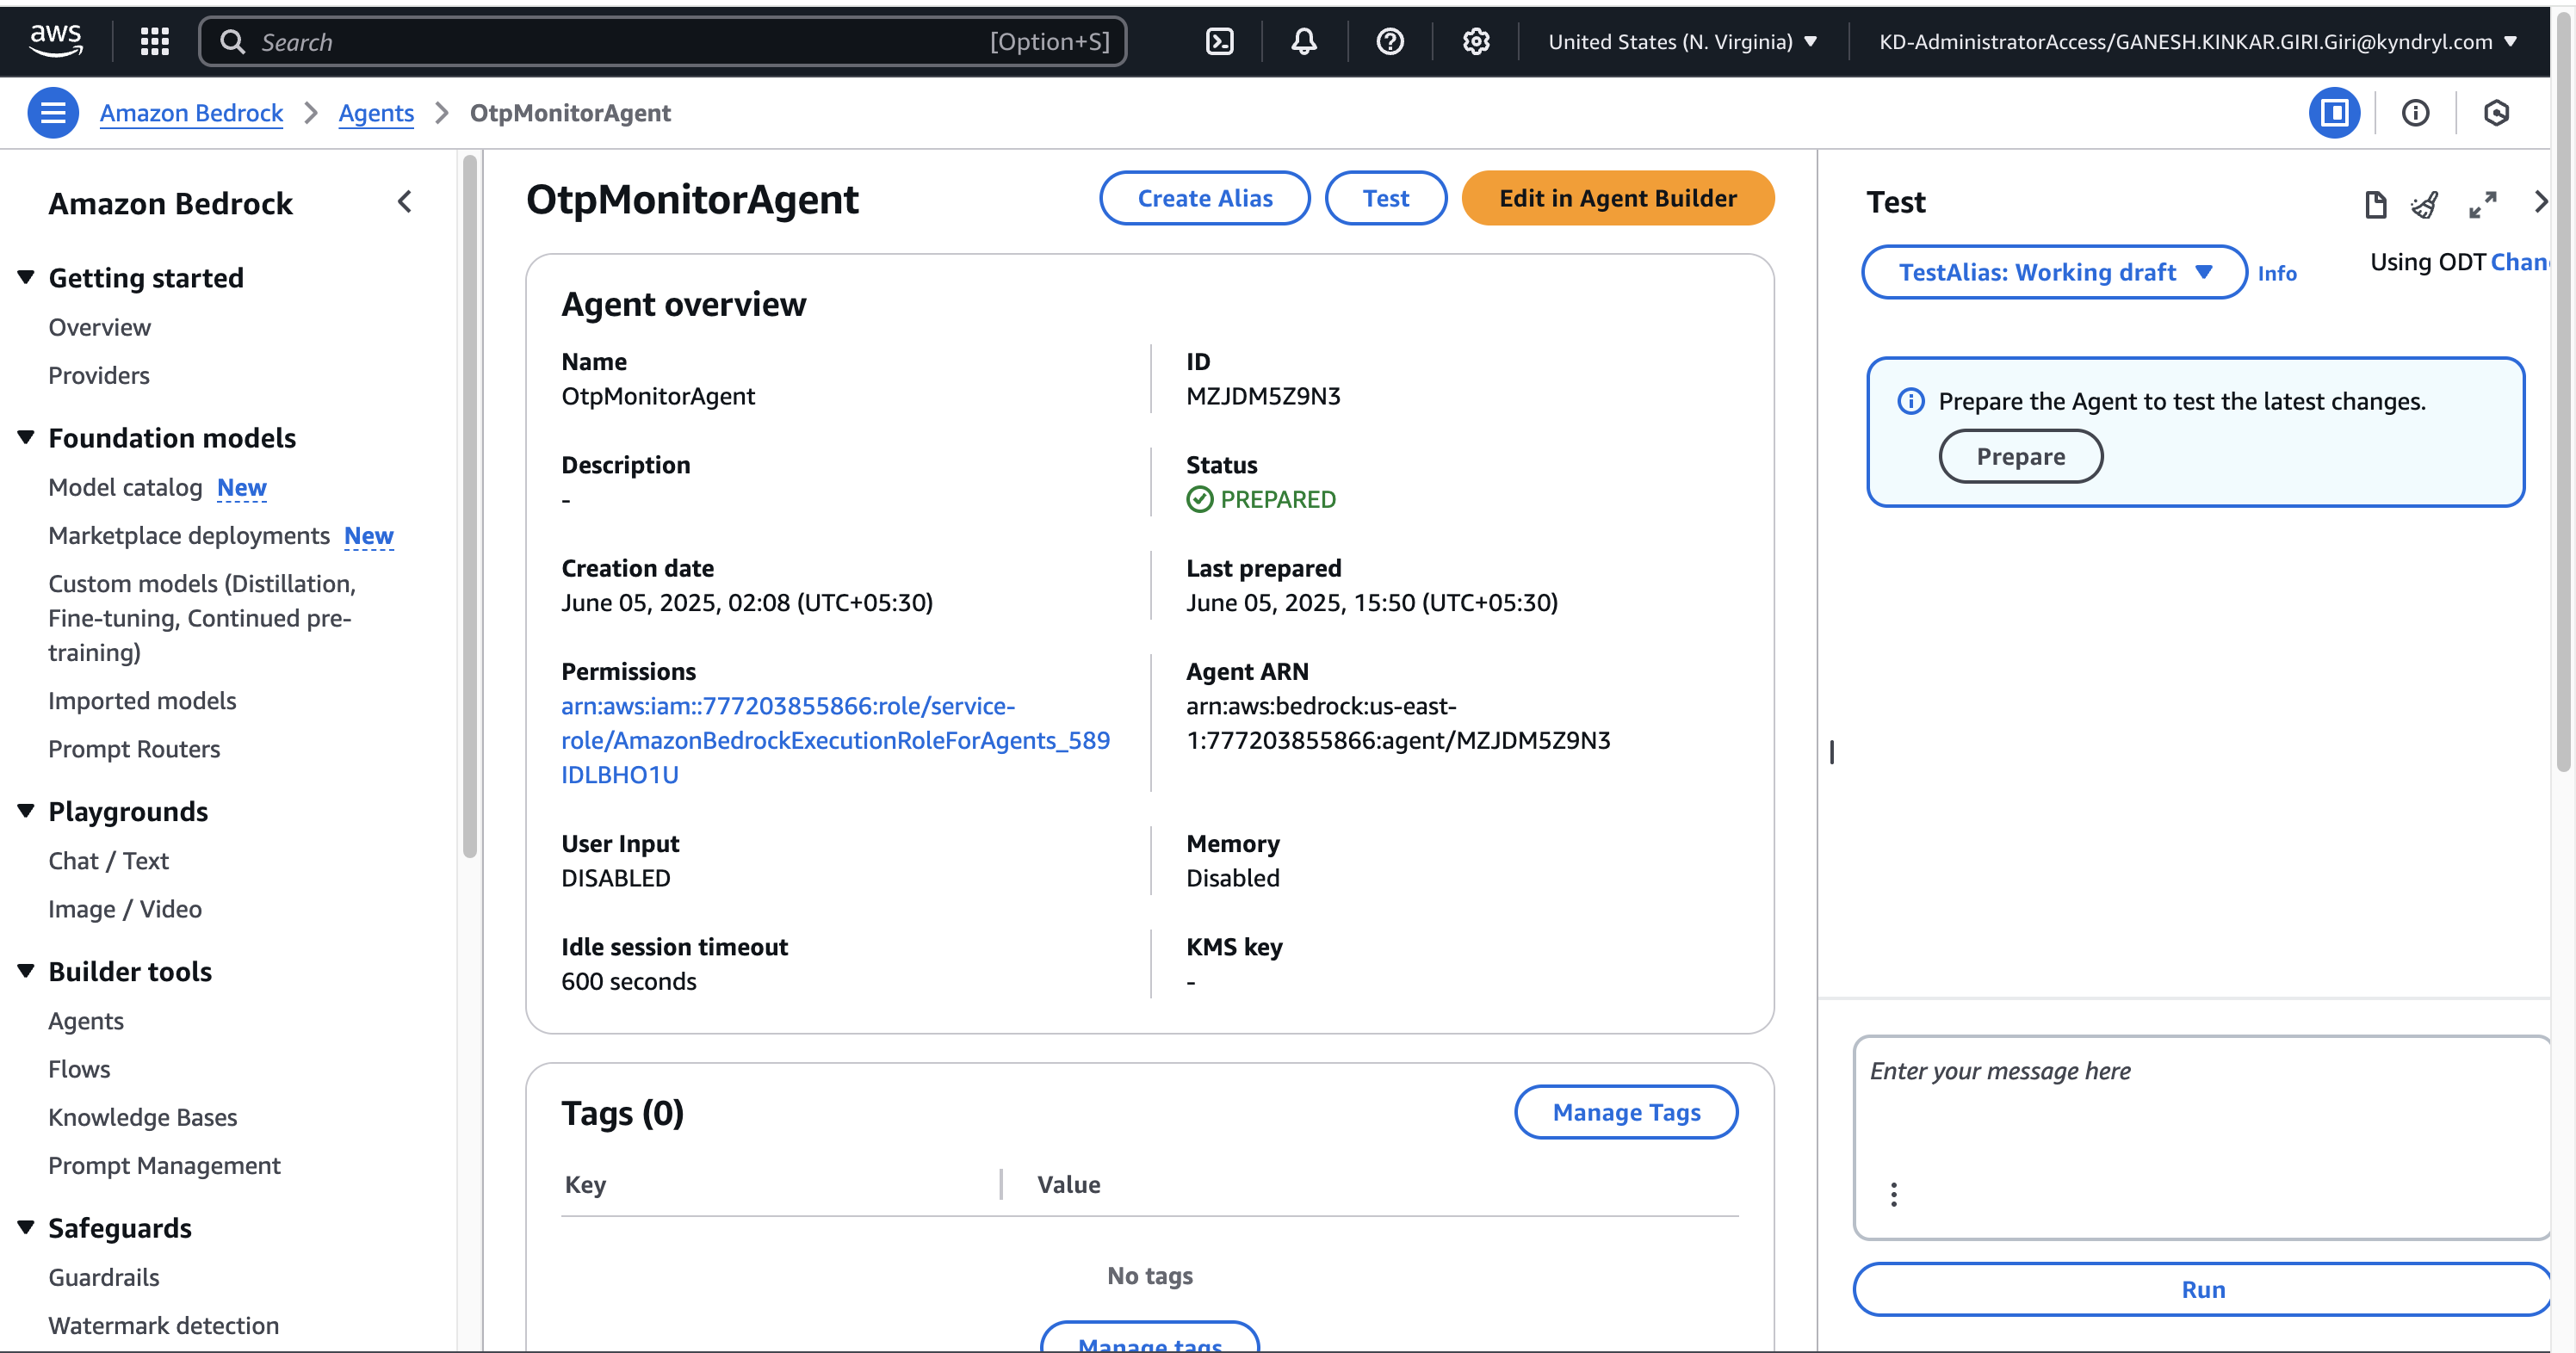 aws
Search
[Option+S]
United States (N. Virginia)
KD-AdministratorAccess/GANESH.KINKAR.GIRI.Giri@kyndryl.com
Amazon Bedrock
Agents
OtpMonitorAgent
Amazon Bedrock
Getting started
Overview
Providers
Foundation models
Model catalog New
Marketplace deployments New
Custom models (Distillation,
Fine-tuning, Continued pre-
training)
Imported models
Prompt Routers
Playgrounds
Chat / Text
Image / Video
Builder tools
Agents
Flows
Knowledge Bases
Prompt Management
Safeguards
Guardrails
Watermark detection
OtpMonitorAgent
Create Alias
Test
Edit in Agent Builder
Agent overview
Name
OtpMonitorAgent
ID
MZJDM5Z9N3
Description
-
Status
PREPARED
Creation date
June 05, 2025, 02:08 (UTC+05:30)
Last prepared
June 05, 2025, 15:50 (UTC+05:30)
Permissions
arn:aws:iam::777203855866:role/service-
role/AmazonBedrockExecutionRoleForAgents_589
IDLBHO1U
Agent ARN
arn:aws:bedrock:us-east-
1:777203855866:agent/MZJDM5Z9N3
User Input
DISABLED
Memory
Disabled
Idle session timeout
600 seconds
KMS key
-
Tags (0)
Manage Tags
Key
Value
No tags
Manage tags
Test
TestAlias: Working draft
Info
Using ODT Chan
Prepare the Agent to test the latest changes.
Prepare
Enter your message here
Run